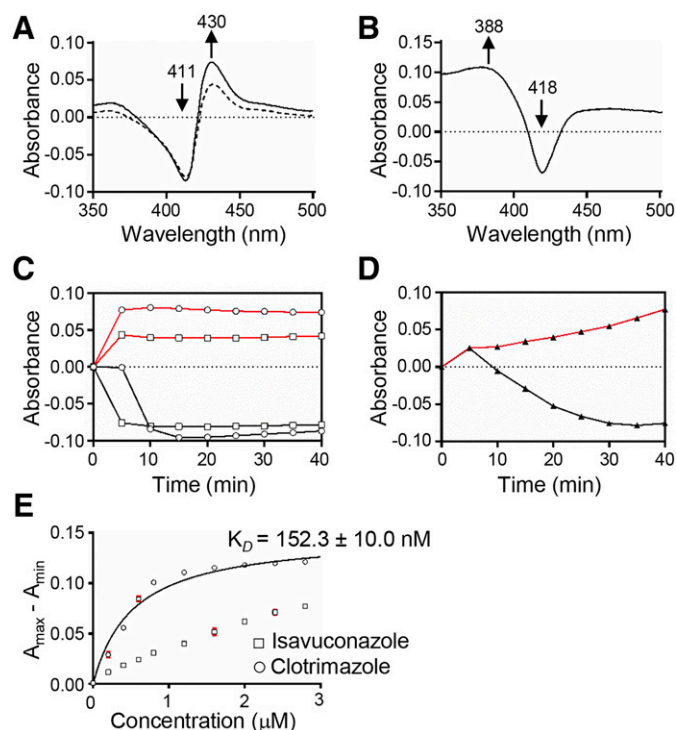 A
B
430
411
0.10
0.05
0.00
-0.05
-0.10
Absorbance
350
400
450
500
Wavelength (nm)
388
418
0.15
0.10
0.05
0.00
-0.05
-0.10
Absorbance
350
400
450
500
Wavelength (nm)
C
D
0.10
0.05
0.00
-0.05
-0.10
Absorbance
0
10
20
30
40
Time (min)
0.10
0.05
0.00
-0.05
-0.10
Absorbance
0
10
20
30
40
Time (min)
E
KD = 152.3 ± 10.0 nM
0.15
0.10
0.05
0.00
Amax - Amin
Isavuconazole
Clotrimazole
0
1
2
3
Concentration (μM)